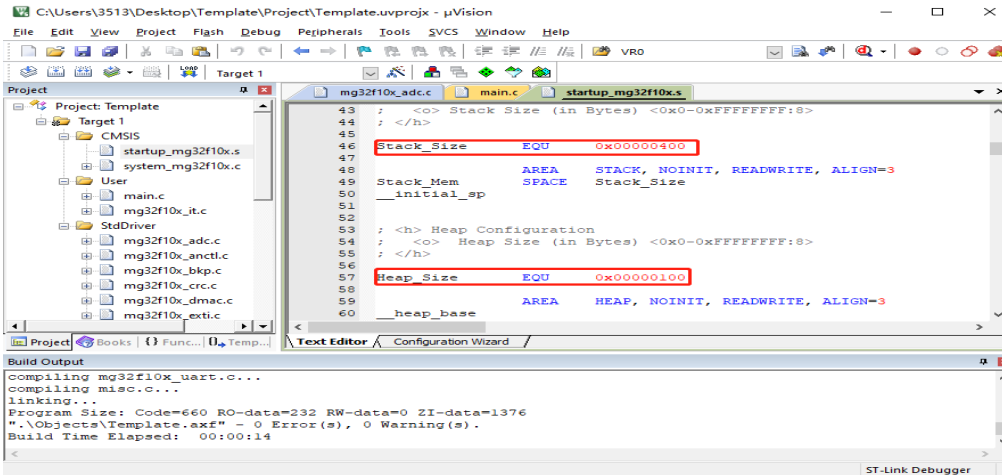 C:\Users\3513\Desktop\Template\Project\Template.uvprojx - µVision
File Edit View Project Flash Debug Peripherals Tools SVCS Window Help
VRO
LOAD
Target 1
Project
mg32f10x_adc.c main.c startup_mg32f10x.s
Project: Template
Target 1
CMSIS
startup_mg32f10x.s
system_mg32f10x.c
User
main.c
mg32f10x_it.c
StdDriver
mg32f10x_adc.c
mg32f10x_anctl.c
mg32f10x_bkp.c
mg32f10x_crc.c
mg32f10x_dmac.c
mg32f10x_exti.c
Project Books {} Func... Temp...
43 ; <o> Stack Size (in Bytes) <0x0-0xFFFFFFFF:8>
44 ; </h>
45
46 Stack_Size EQU 0x00000400
47
48 AREA STACK, NOINIT, READWRITE, ALIGN=3
49 Stack_Mem SPACE Stack_Size
50 __initial_sp
51
52
53 ; <h> Heap Configuration
54 ; <o> Heap Size (in Bytes) <0x0-0xFFFFFFFF:8>
55 ; </h>
56
57 Heap_Size EQU 0x00000100
58
59 AREA HEAP, NOINIT, READWRITE, ALIGN=3
60 __heap_base
Text Editor Configuration Wizard
Build Output
compiling mg32f10x_uart.c...
compiling misc.c...
linking...
Program Size: Code=660 RO-data=232 RW-data=0 ZI-data=1376
".\Objects\Template.axf" - 0 Error(s), 0 Warning(s).
Build Time Elapsed: 00:00:14
ST-Link Debugger